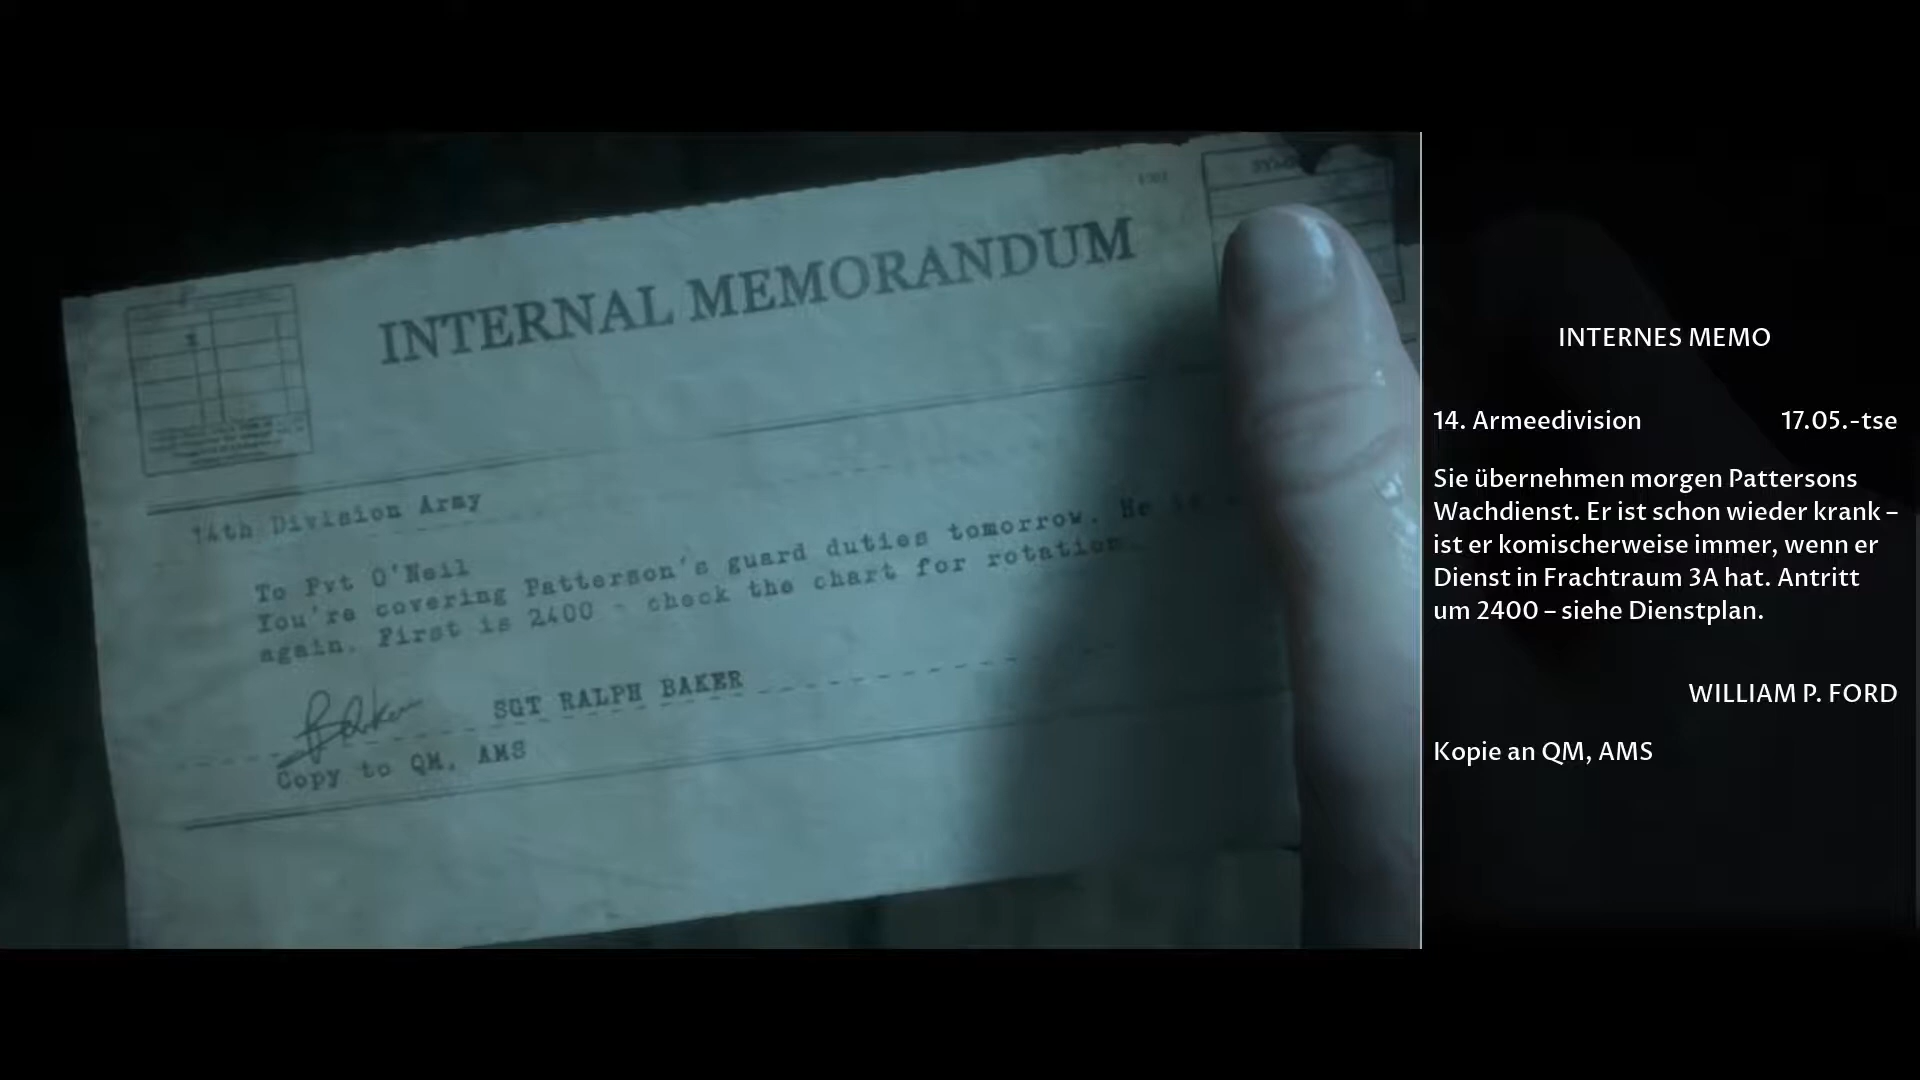 INTERNAL MEMORANDUM
14th Division Army
To Pvt O'Neil
You're covering Patterson's guard duties tomorrow. He is
again. First is 2400 - check the chart for rotation.
Baker SGT RALPH BAKER
Copy to QM, AMS
INTERNES MEMO
14. Armeedivision 17.05.-tse
Sie übernehmen morgen Pattersons
Wachdienst. Er ist schon wieder krank –
ist er komischerweise immer, wenn er
Dienst in Frachtraum 3A hat. Antritt
um 2400 – siehe Dienstplan.
WILLIAM P. FORD
Kopie an QM, AMS